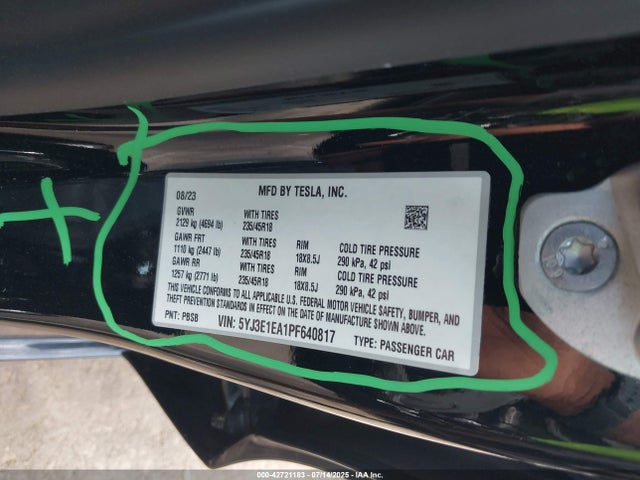 08/23 MFD BY TESLA, INC.
GVWR WITH TIRES
2129 kg (4694 lb) 235/45R18
GAWR FRT WITH TIRES RIM COLD TIRE PRESSURE
1110 kg (2447 lb) 235/45R18 18X8.5J 290 kPa, 42 psi
GAWR RR WITH TIRES RIM COLD TIRE PRESSURE
1257 kg (2771 lb) 235/45R18 18X8.5J 290 kPa, 42 psi
THIS VEHICLE CONFORMS TO ALL APPLICABLE U.S. FEDERAL MOTOR VEHICLE SAFETY, BUMPER, AND
THEFT PREVENTION STANDARDS IN EFFECT ON THE DATE OF MANUFACTURE SHOWN ABOVE.
PNT: PBSB VIN: 5YJ3E1EA1PF640817 TYPE: PASSENGER CAR
000-42721183 - 07/14/2025 - IAA Inc.